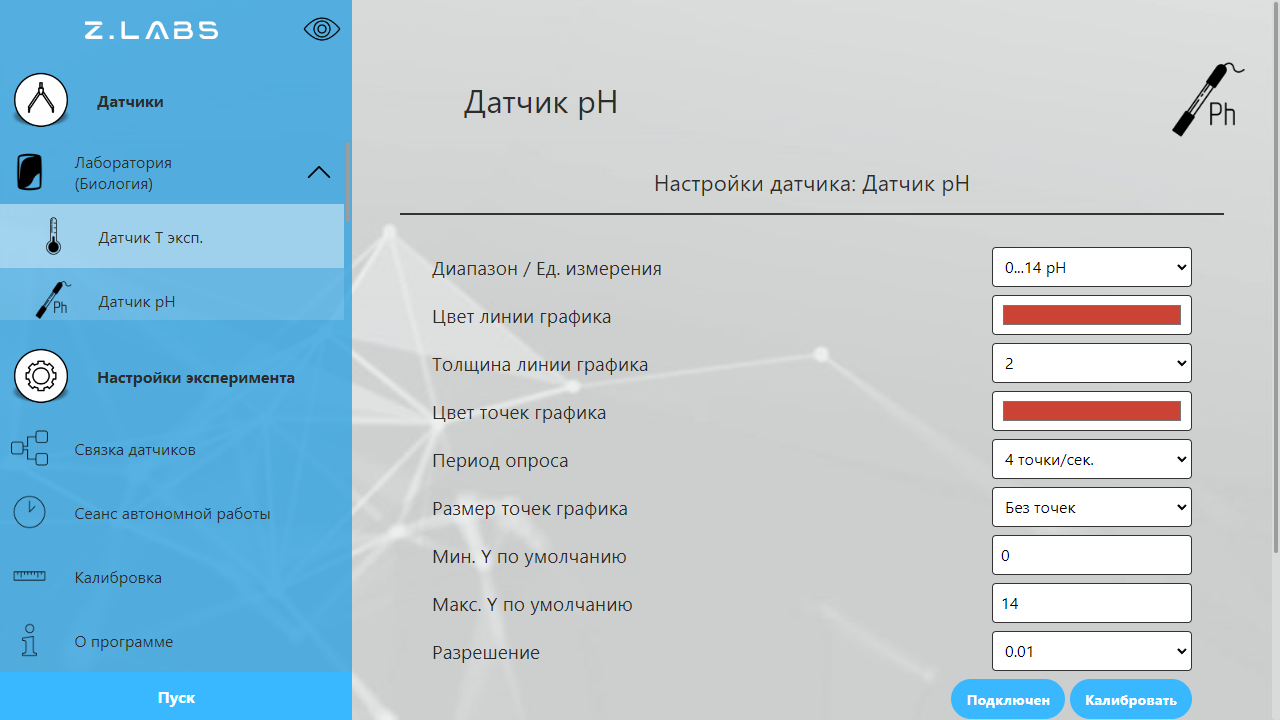 Z.LABS
Датчики
Лаборатория
(Биология)
Датчик Т эксп.
Ph
Датчик pH
Настройки эксперимента
Связка датчиков
Сеанс автономной работы
Калибровка
О программе
Пуск
Датчик pH
Ph
Настройки датчика: Датчик pH
Диапазон / Ед. измерения
0...14 pH
Цвет линии графика
Толщина линии графика
2
Цвет точек графика
Период опроса
4 точки/сек.
Размер точек графика
Без точек
Мин. Y по умолчанию
0
Макс. Y по умолчанию
14
Разрешение
0.01
Подключен
Калибровать